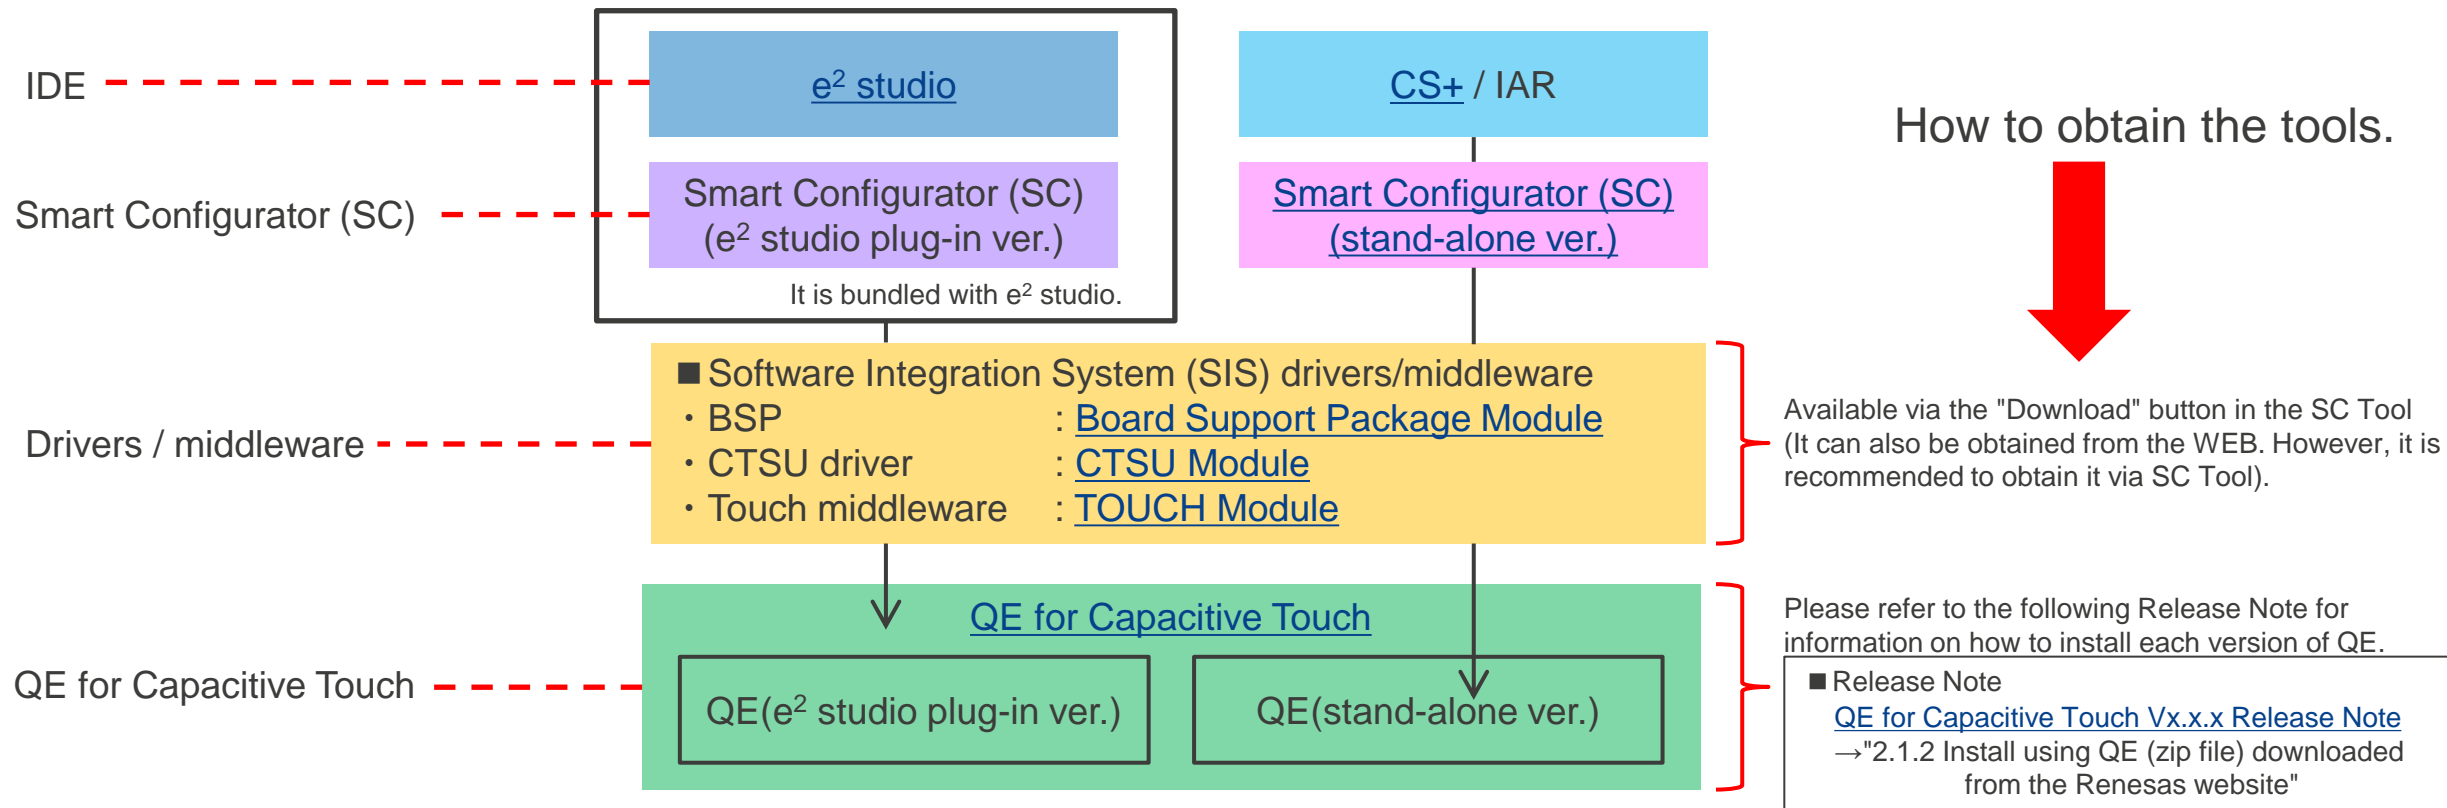 IDE
e² studio
CS+ / IAR
How to obtain the tools.
Smart Configurator (SC)
Smart Configurator (SC)
(e² studio plug-in ver.)
It is bundled with e² studio.
Smart Configurator (SC)
(stand-alone ver.)
Drivers / middleware
■ Software Integration System (SIS) drivers/middleware
・BSP : Board Support Package Module
・CTSU driver : CTSU Module
・Touch middleware : TOUCH Module
Available via the "Download" button in the SC Tool
(It can also be obtained from the WEB. However, it is
recommended to obtain it via SC Tool).
QE for Capacitive Touch
QE for Capacitive Touch
QE(e² studio plug-in ver.)
QE(stand-alone ver.)
Please refer to the following Release Note for
information on how to install each version of QE.
■ Release Note
QE for Capacitive Touch Vx.x.x Release Note
→"2.1.2 Install using QE (zip file) downloaded
from the Renesas website"